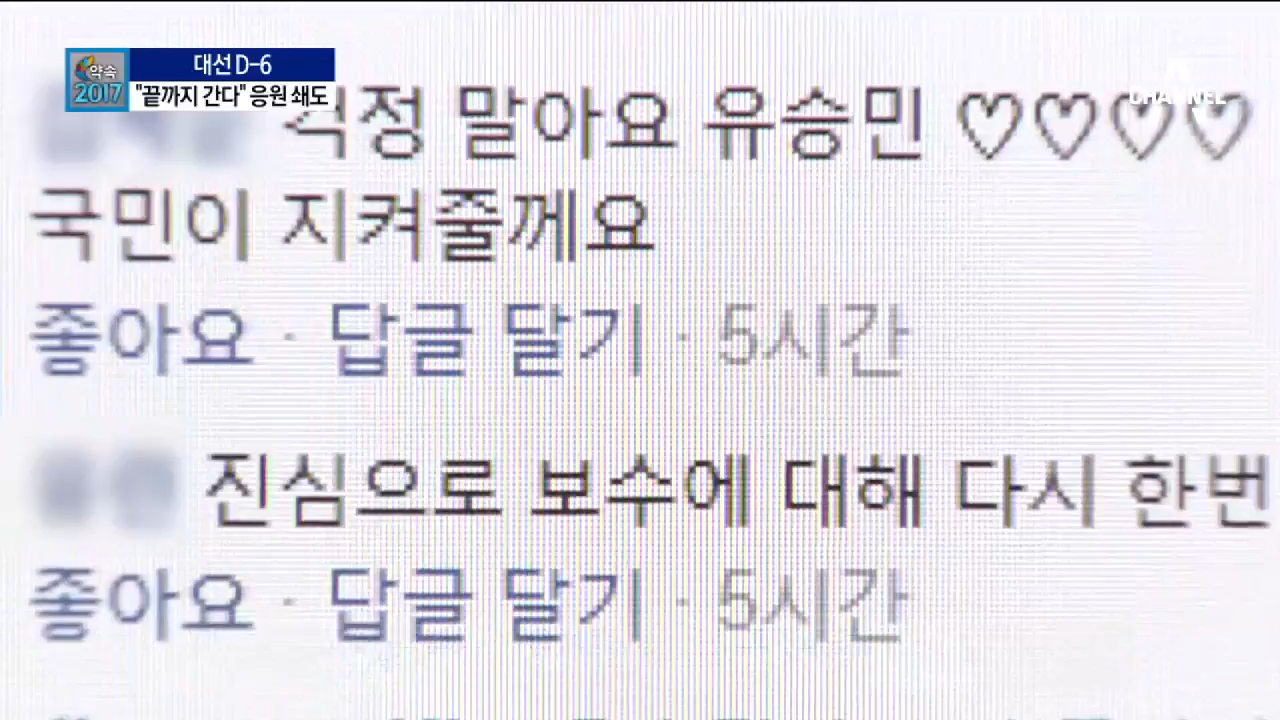 약속 대선 D-6
2017 "끝까지 간다" 응원 쇄도
CHANNEL
걱정 말아요 유승민 ♡♡♡♡
국민이 지켜줄께요
좋아요 · 답글 달기 · 5시간
진심으로 보수에 대해 다시 한번
좋아요 · 답글 달기 · 5시간